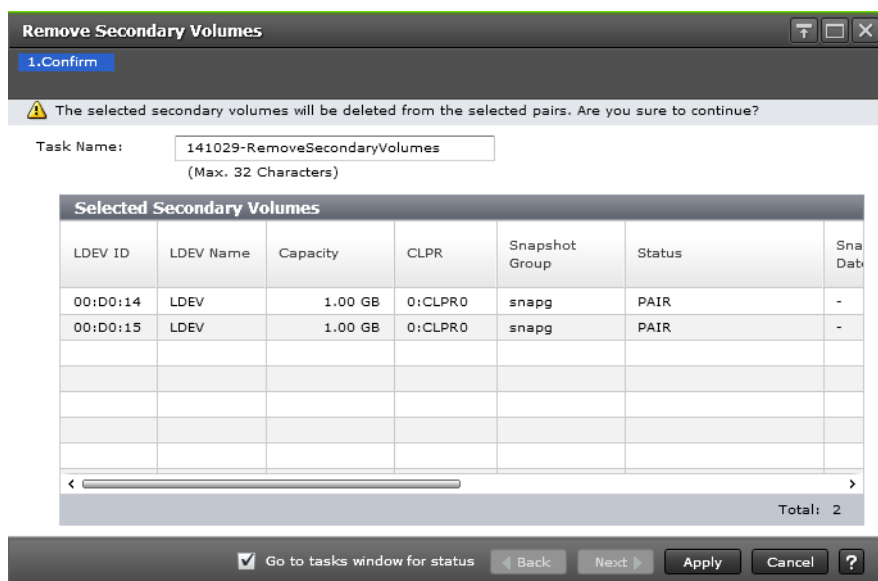 Remove Secondary Volumes
1.Confirm
The selected secondary volumes will be deleted from the selected pairs. Are you sure to continue?
Task Name: 141029-RemoveSecondaryVolumes
(Max. 32 Characters)
Selected Secondary Volumes
LDEV ID LDEV Name Capacity CLPR Snapshot Group Status Sna Dat
00:D0:14 LDEV 1.00 GB 0:CLPR0 snapg PAIR -
00:D0:15 LDEV 1.00 GB 0:CLPR0 snapg PAIR -
Total: 2
Go to tasks window for status Back Next Apply Cancel ?